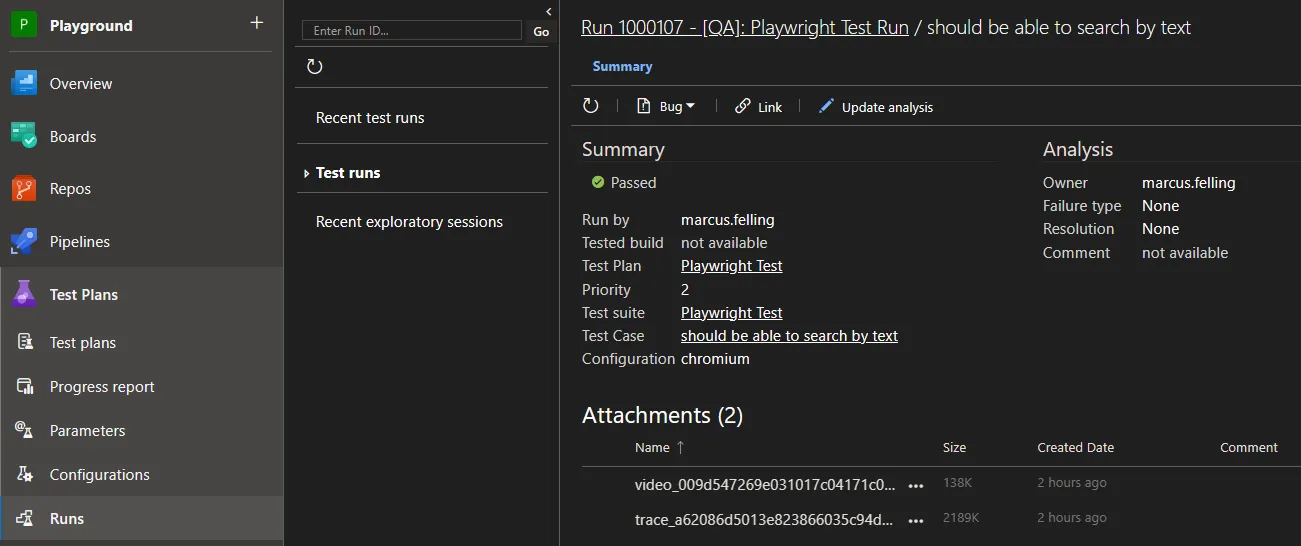 P Playground +
Overview
Boards
Repos
Pipelines
Test Plans
Test plans
Progress report
Parameters
Configurations
Runs
Enter Run ID... Go
Recent test runs
Test runs
Recent exploratory sessions
Run 1000107 - [QA]: Playwright Test Run / should be able to search by text
Summary
Bug Link Update analysis
Summary
Passed
Run by marcus.felling
Tested build not available
Test Plan Playwright Test
Priority 2
Test suite Playwright Test
Test Case should be able to search by text
Configuration chromium
Analysis
Owner marcus.felling
Failure type None
Resolution None
Comment not available
Attachments (2)
Name ↑ Size Created Date Comment
video_009d547269e031017c04171c0... ... 138K 2 hours ago
trace_a62086d5013e823866035c94d... ... 2189K 2 hours ago